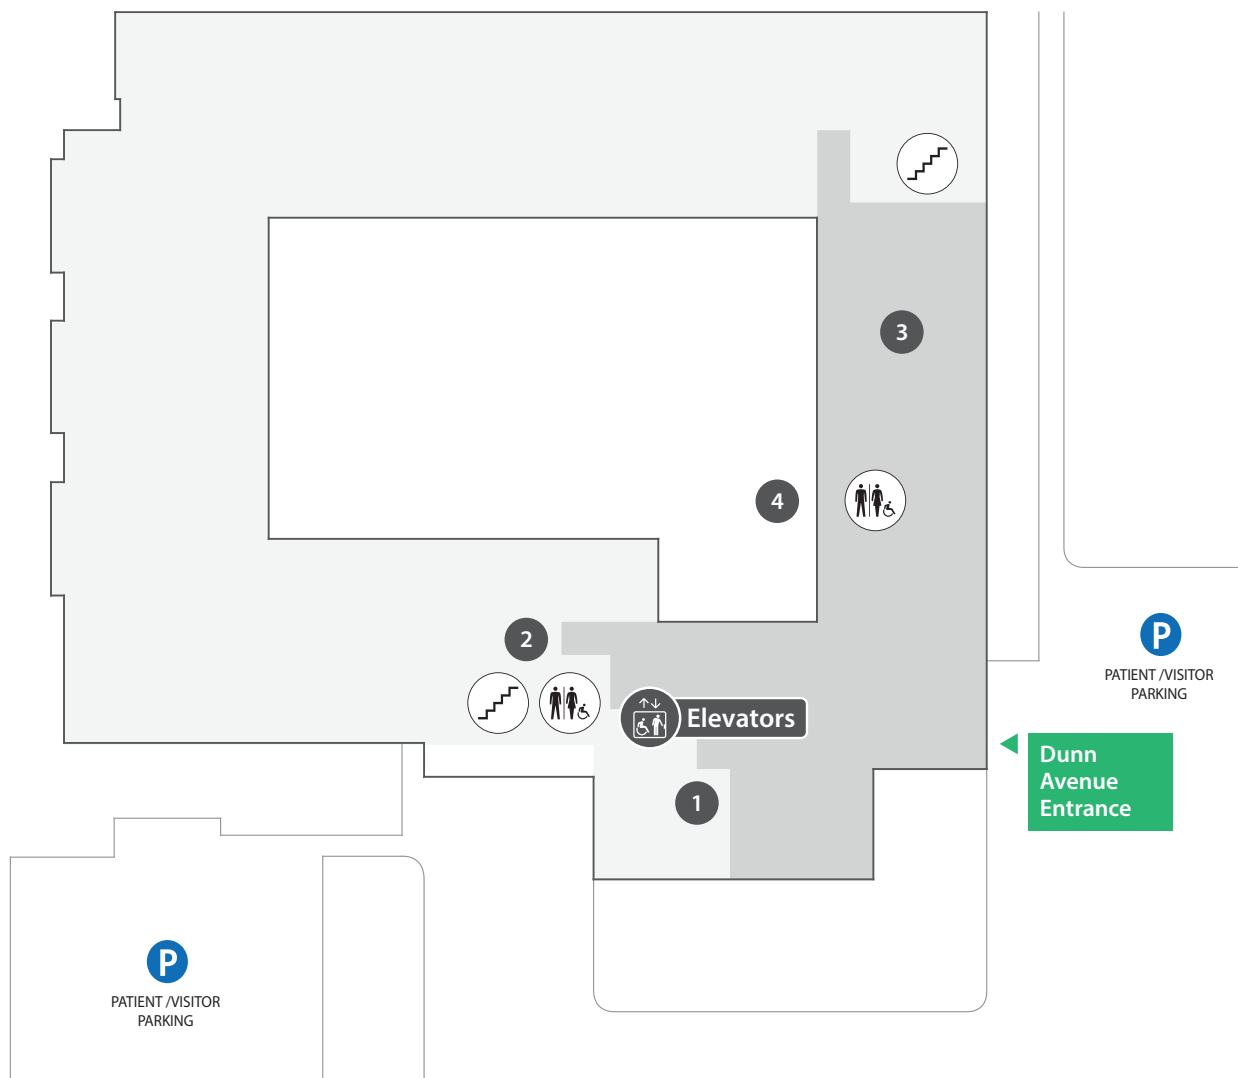 3
4
2
P
PATIENT /VISITOR
PARKING
Elevators
Dunn
Avenue
Entrance
1
P
PATIENT /VISITOR
PARKING